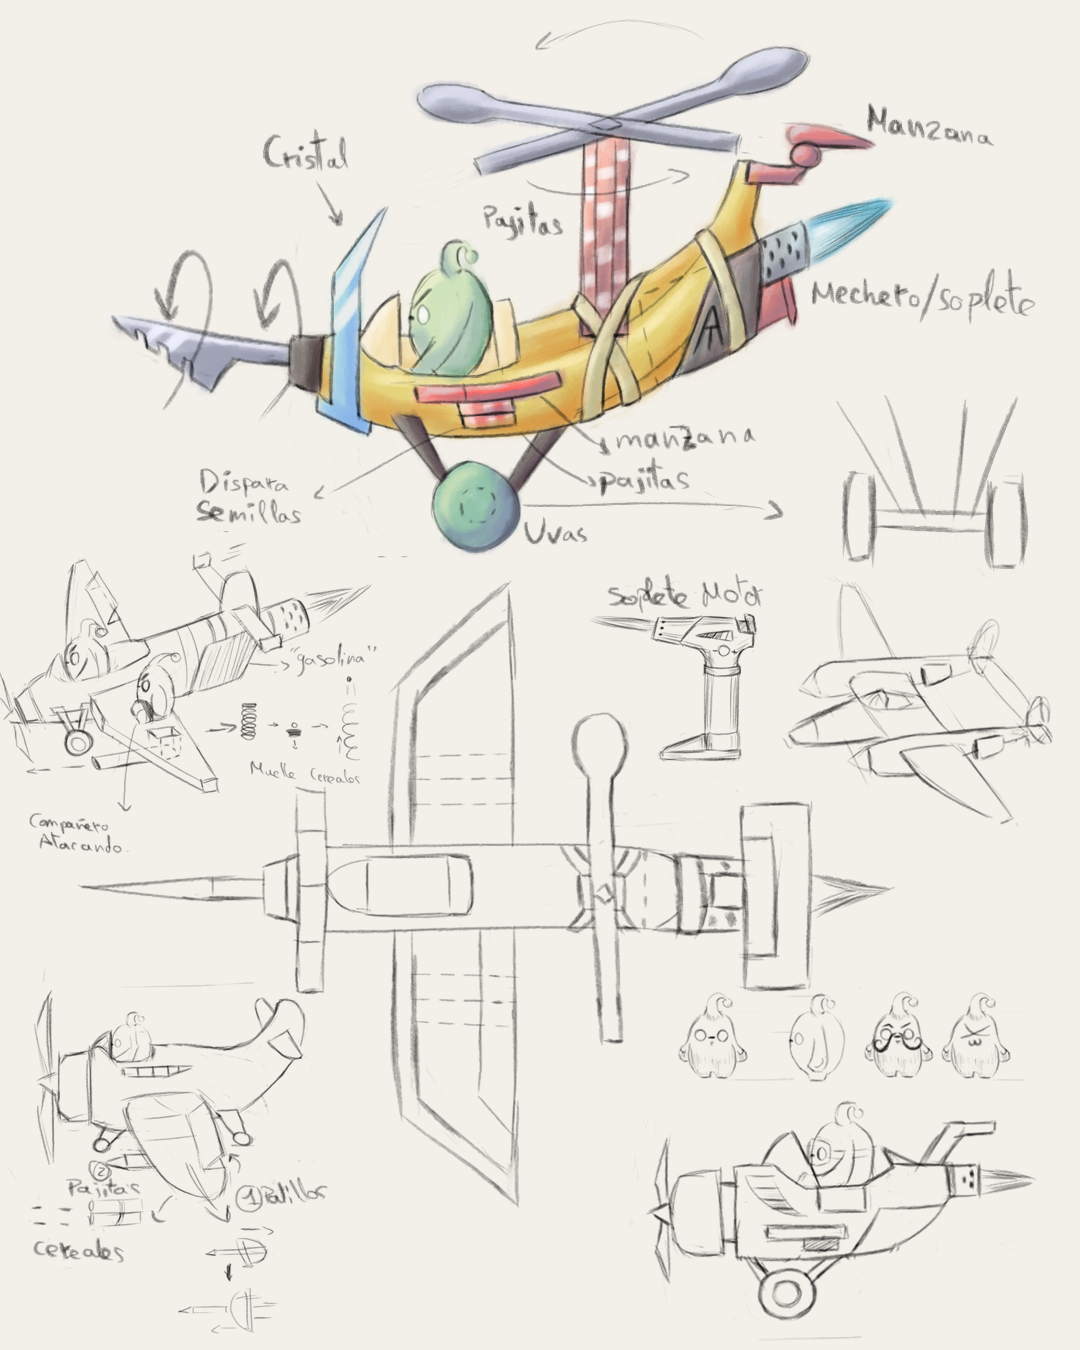 Manzana
Cristal
Pajitas
Mechero/soplete
manzana
pajitas
Dispara
Semillas
Uvas
Soplete Motor
"gasolina"
Muelle Cereales
Compañero
Atacando.
②
Pajitas
① Palillos
cereales